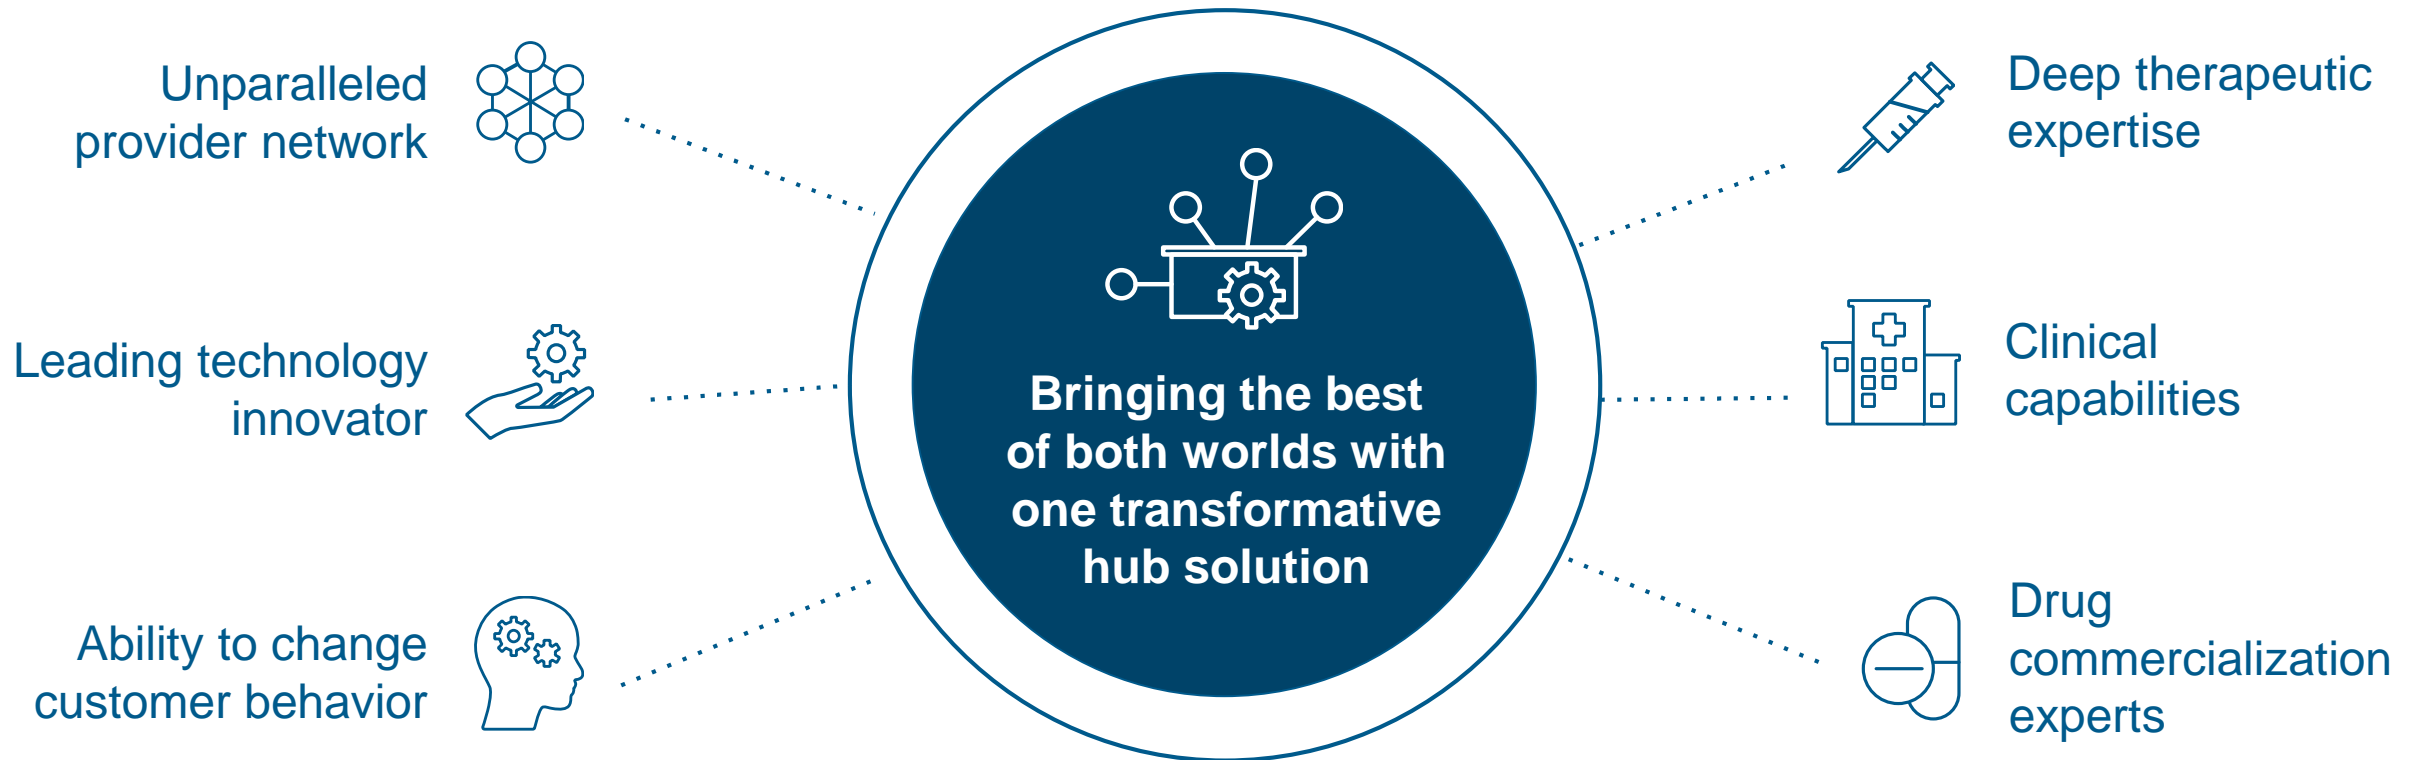 Unparalleled
provider network
Leading technology
innovator
Ability to change
customer behavior
Bringing the best
of both worlds with
one transformative
hub solution
Deep therapeutic
expertise
Clinical
capabilities
Drug
commercialization
experts